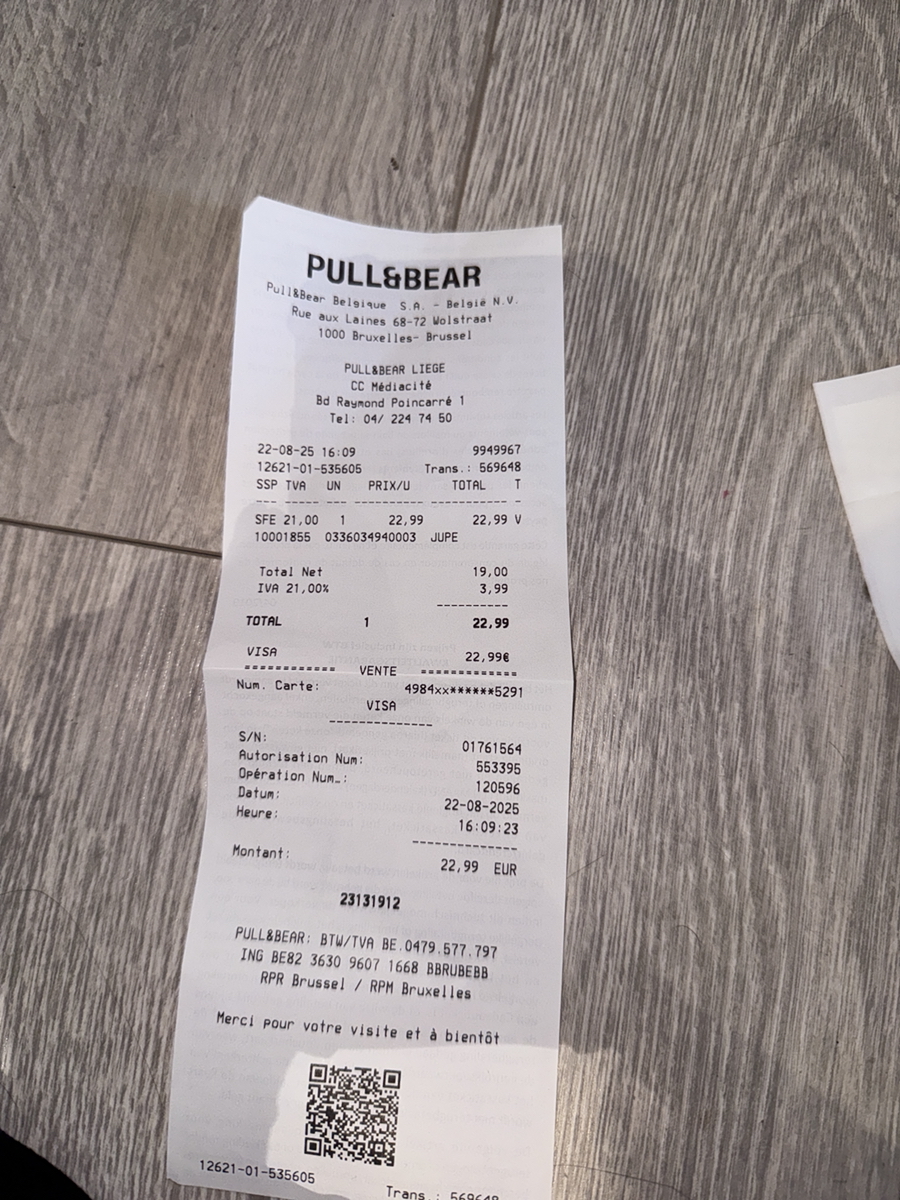 PULL&BEAR
Pull&Bear Belgique S.A. - België N.V.
Rue aux Laines 68-72 Wolstraat
1000 Bruxelles- Brussel
PULL&BEAR LIEGE
CC Médiacité
Bd Raymond Poincarré 1
Tel: 04/ 224 74 50
22-08-25 16:09 9949967
12621-01-535605 Trans.: 569648
SSP TVA UN PRIX/U TOTAL T
--- ----- --- ---------- ----------- -
SFE 21,00 1 22,99 22,99 V
10001855 0336034940003 JUPE
Total Net 19,00
IVA 21,00% 3,99
----------
TOTAL 1 22,99
VISA 22,99€
============ VENTE =============
Num. Carte: 4984xx******5291
VISA
--------------
S/N: 01761564
Autorisation Num: 553395
Opération Num_: 120596
Datum: 22-08-2025
Heure: 16:09:23
--------------
Montant: 22,99 EUR
23131912
PULL&BEAR: BTW/TVA BE.0479.577.797
ING BE82 3630 9607 1668 BBRUBEBB
RPR Brussel / RPM Bruxelles
Merci pour votre visite et à bientôt
12621-01-535605 Trans.: 569648